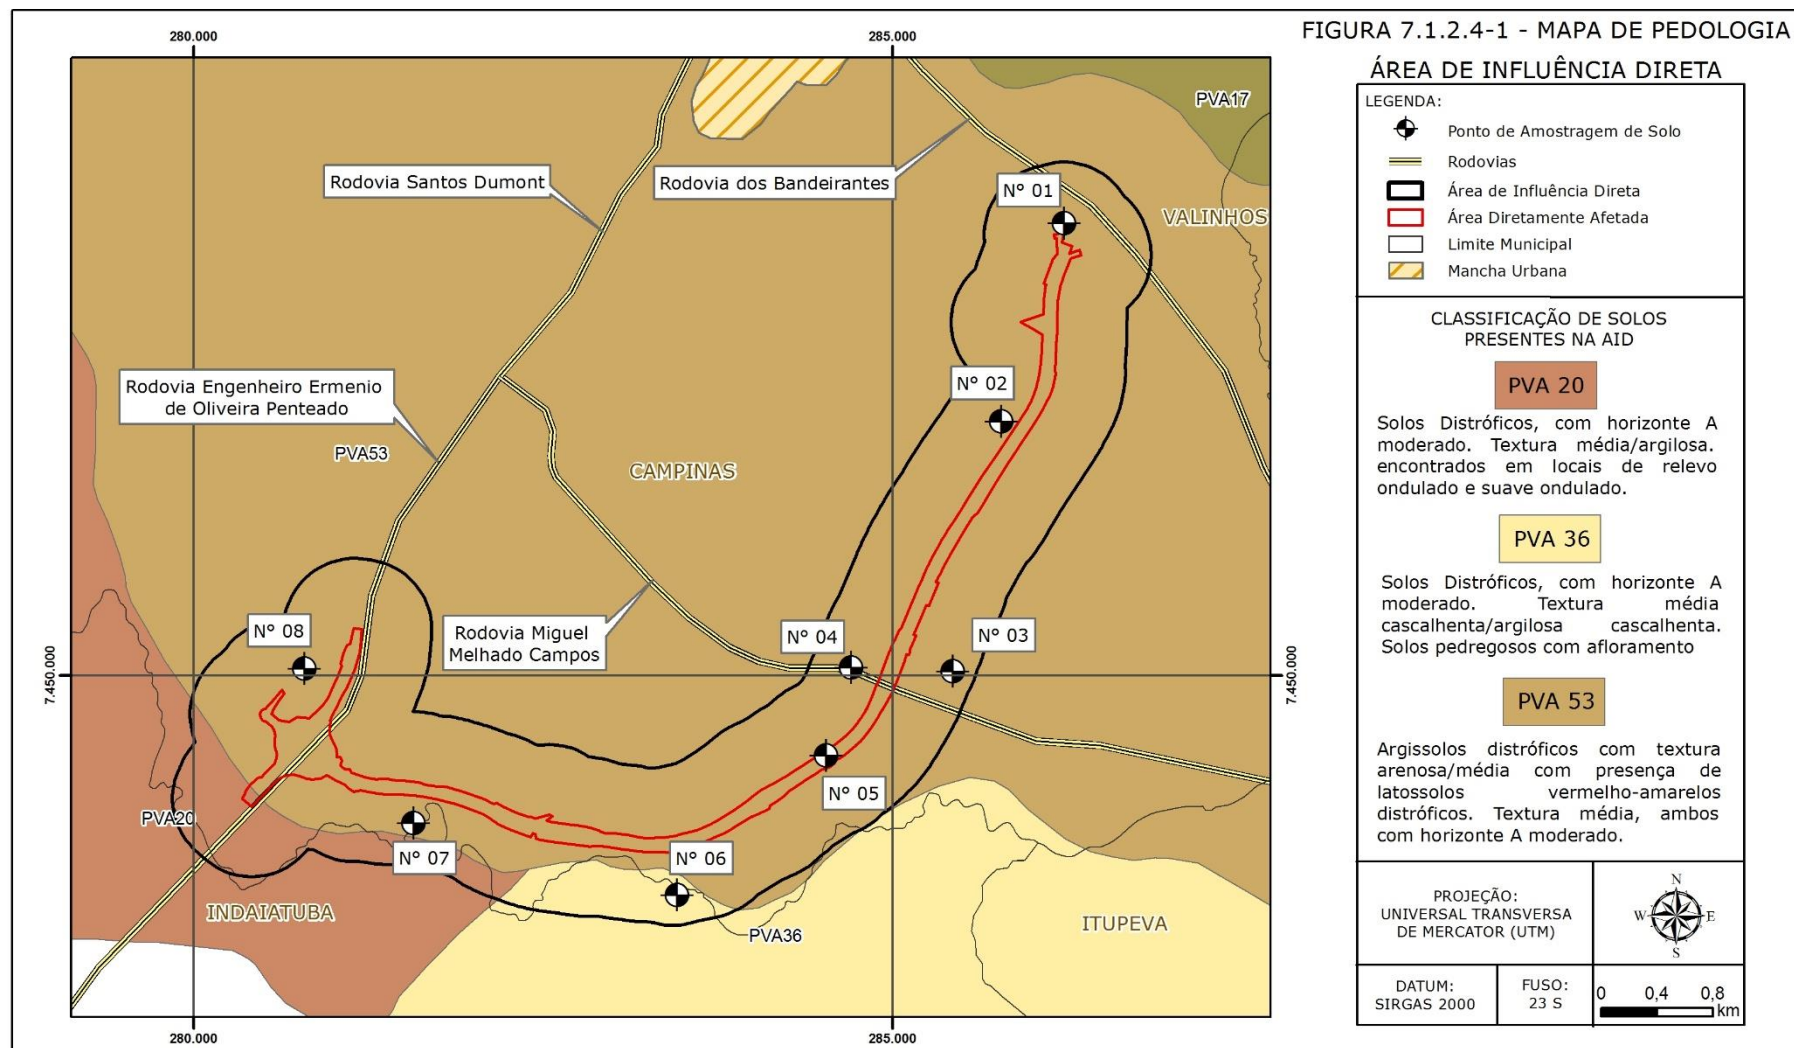 FIGURA 7.1.2.4-1 - MAPA DE PEDOLOGIA
ÁREA DE INFLUÊNCIA DIRETA
280.000
285.000
PVA17
Rodovia Santos Dumont
Rodovia dos Bandeirantes
N° 01
VALINHOS
Rodovia Engenheiro Ermenio
de Oliveira Penteado
N° 02
PVA53
CAMPINAS
N° 08
Rodovia Miguel
Melhado Campos
N° 04
N° 03
7.450.000
7.450.000
N° 05
PVA20
N° 07
N° 06
INDAIATUBA
PVA36
ITUPEVA
280.000
285.000
LEGENDA:
Ponto de Amostragem de Solo
Rodovias
Área de Influência Direta
Área Diretamente Afetada
Limite Municipal
Mancha Urbana
CLASSIFICAÇÃO DE SOLOS
PRESENTES NA AID
PVA 20
Solos Distróficos, com horizonte A
moderado. Textura média/argilosa.
encontrados em locais de relevo
ondulado e suave ondulado.
PVA 36
Solos Distróficos, com horizonte A
moderado. Textura média
cascalhenta/argilosa cascalhenta.
Solos pedregosos com afloramento
PVA 53
Argissolos distróficos com textura
arenosa/média com presença de
latossolos vermelho-amarelos
distróficos. Textura média, ambos
com horizonte A moderado.
PROJEÇÃO:
UNIVERSAL TRANSVERSA
DE MERCATOR (UTM)
N
W E
S
DATUM:
SIRGAS 2000
FUSO:
23 S
0 0,4 0,8
km